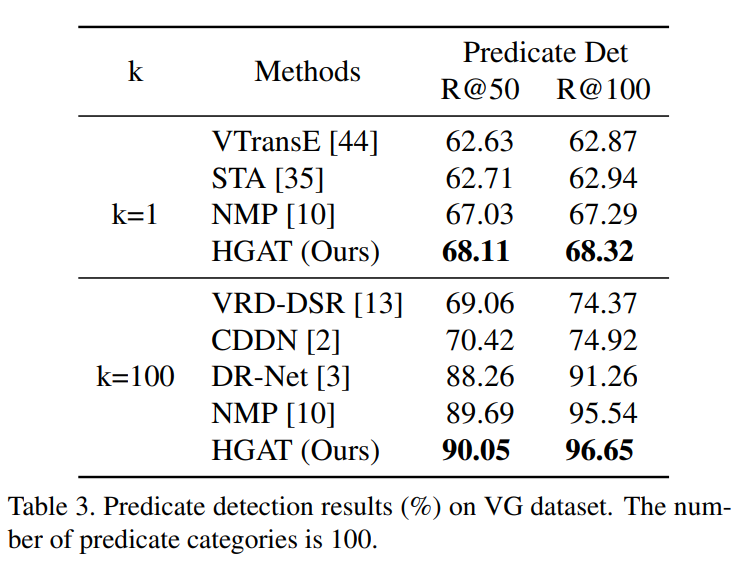 k Methods Predicate Det
R@50 R@100
VTransE [44] 62.63 62.87
STA [35] 62.71 62.94
k=1 NMP [10] 67.03 67.29
HGAT (Ours) 68.11 68.32
VRD-DSR [13] 69.06 74.37
CDDN [2] 70.42 74.92
k=100 DR-Net [3] 88.26 91.26
NMP [10] 89.69 95.54
HGAT (Ours) 90.05 96.65
Table 3. Predicate detection results (%) on VG dataset. The num-
ber of predicate categories is 100.